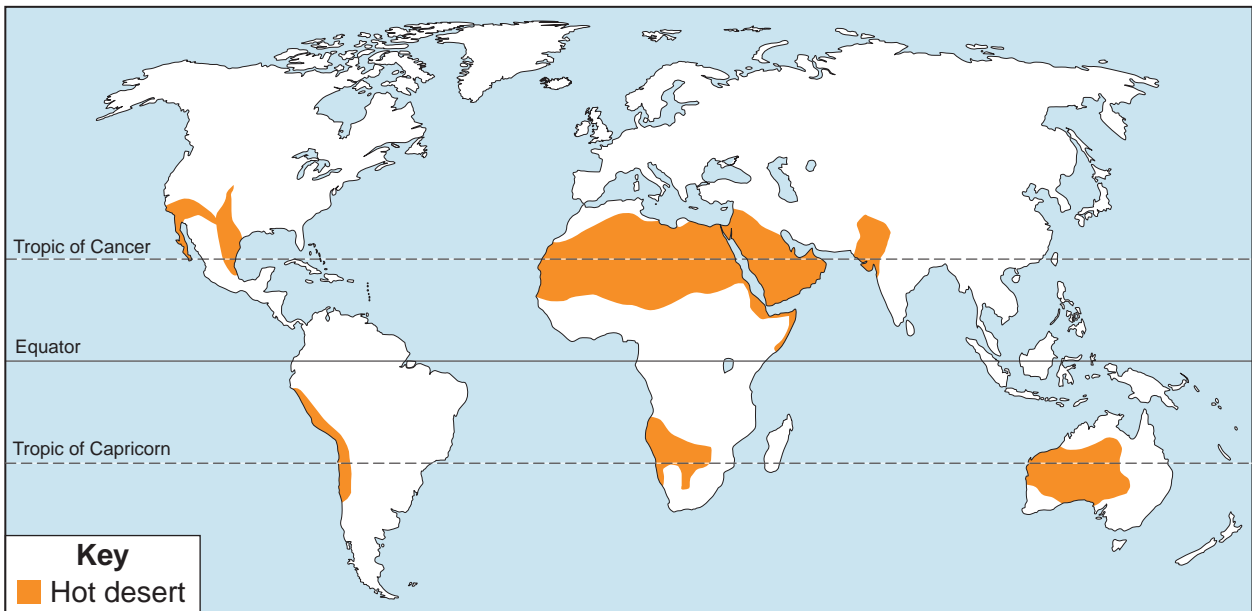 Tropic of Cancer
Equator
Tropic of Capricorn
Key
Hot desert